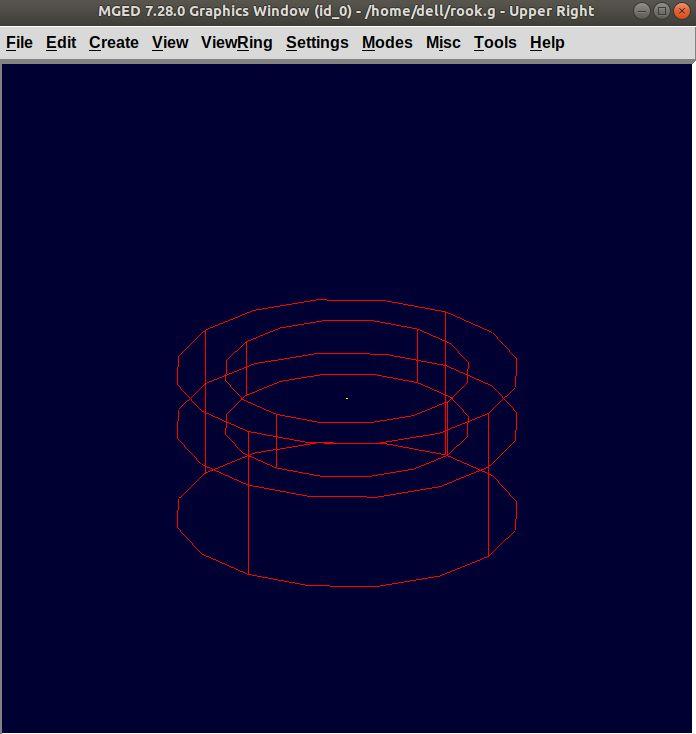 MGED 7.28.0 Graphics Window (id_0) - /home/dell/rook.g - Upper Right
File Edit Create View ViewRing Settings Modes Misc Tools Help